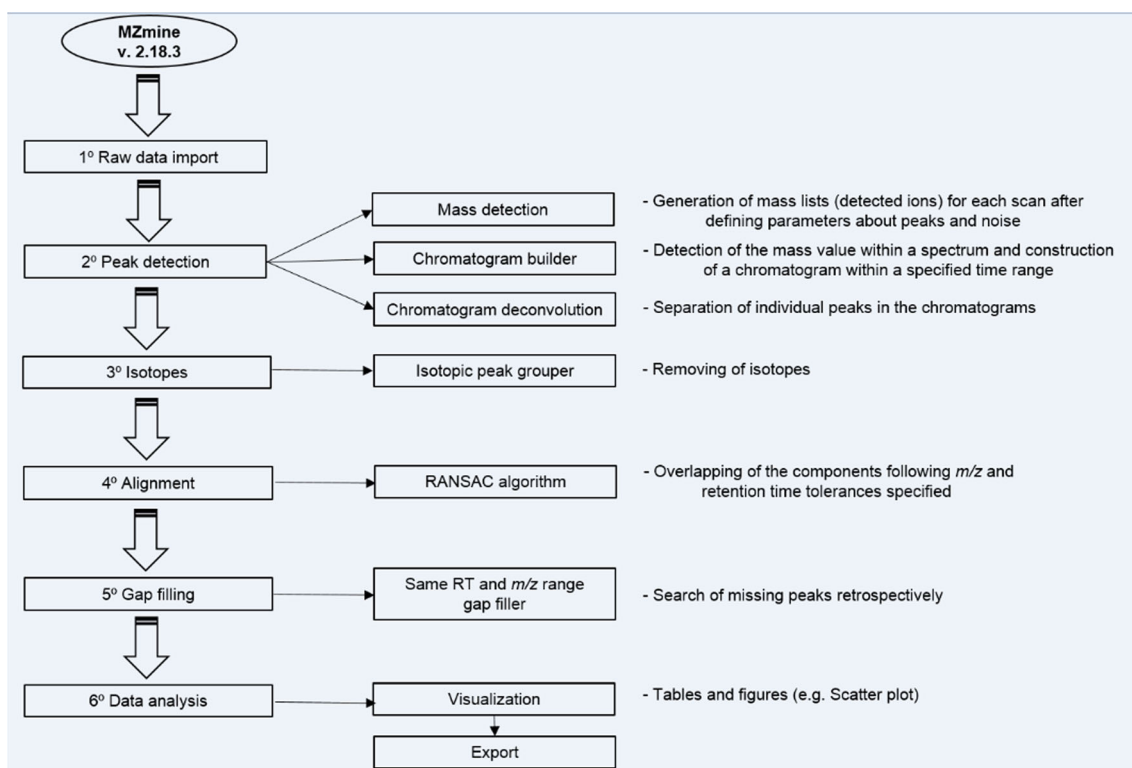 MZmine
v. 2.18.3
1º Raw data import
2º Peak detection
Mass detection
- Generation of mass lists (detected ions) for each scan after
defining parameters about peaks and noise
Chromatogram builder
- Detection of the mass value within a spectrum and construction
of a chromatogram within a specified time range
Chromatogram deconvolution
- Separation of individual peaks in the chromatograms
3º Isotopes
Isotopic peak grouper
- Removing of isotopes
4º Alignment
RANSAC algorithm
- Overlapping of the components following m/z and
retention time tolerances specified
5º Gap filling
Same RT and m/z range
gap filler
- Search of missing peaks retrospectively
6º Data analysis
Visualization
- Tables and figures (e.g. Scatter plot)
Export